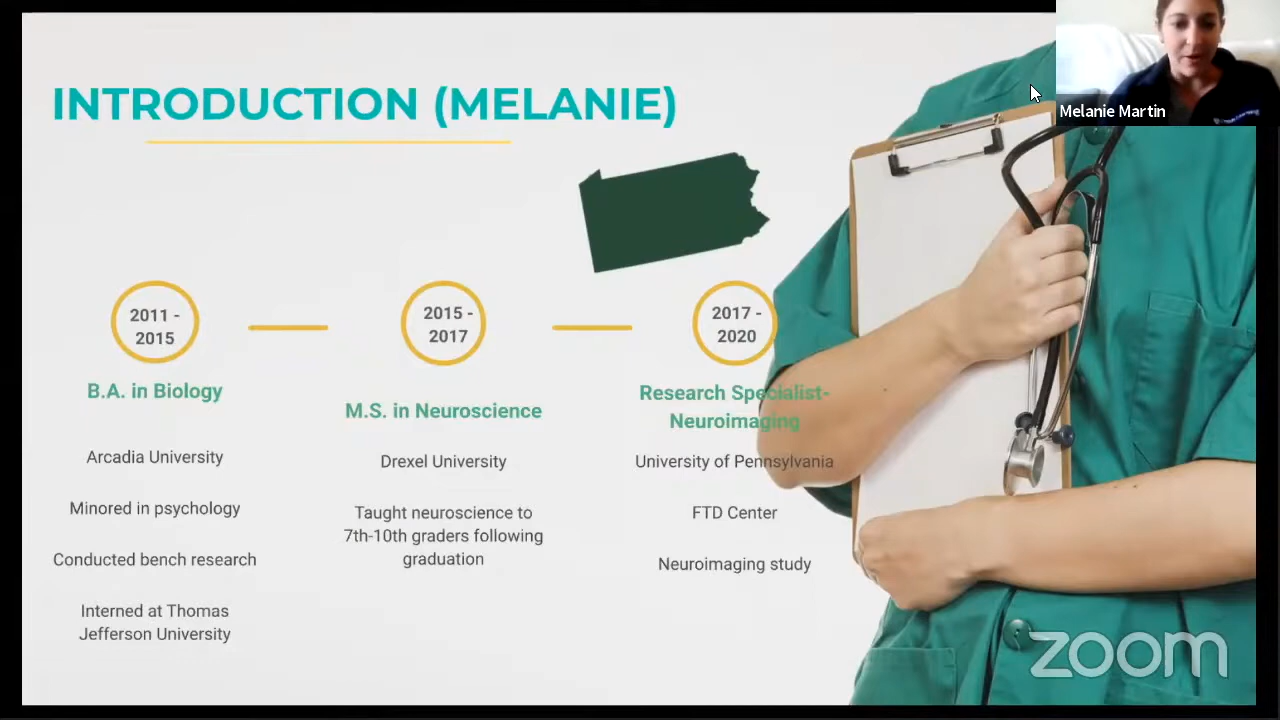 INTRODUCTION (MELANIE)
Melanie Martin
2011 -
2015
B.A. in Biology
Arcadia University
Minored in psychology
Conducted bench research
Interned at Thomas
Jefferson University
2015 -
2017
M.S. in Neuroscience
Drexel University
Taught neuroscience to
7th-10th graders following
graduation
2017 -
2020
Research Specialist-
Neuroimaging
University of Pennsylvania
FTD Center
Neuroimaging study
zoom